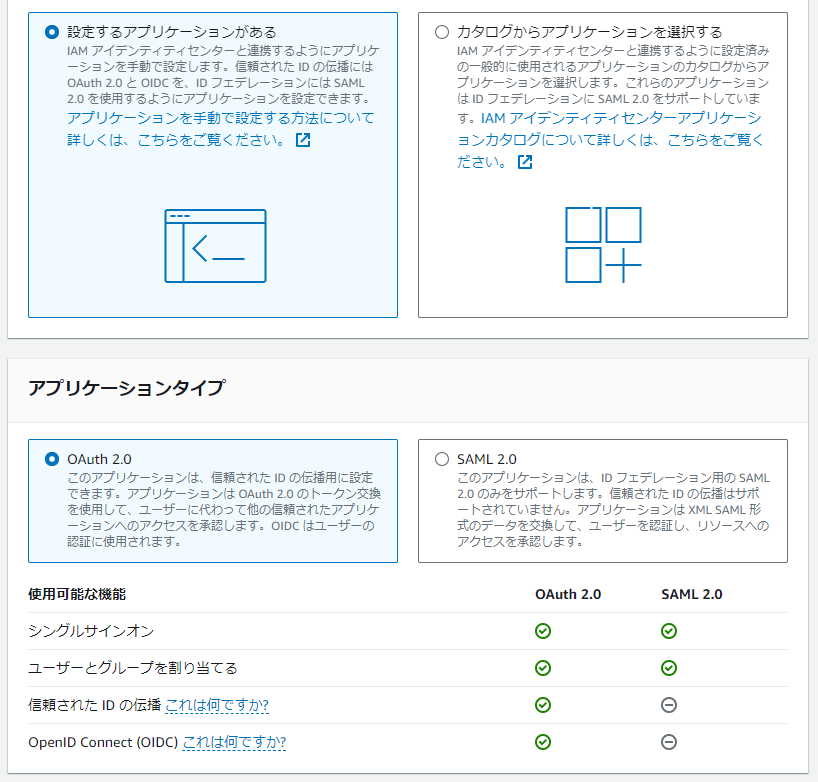 設定するアプリケーションがある
IAM アイデンティティセンターと連携するようにアプリケ
ーションを手動で設定します。信頼された ID の伝播には
OAuth 2.0 と OIDC を、ID フェデレーションには SAML
2.0 を使用するようにアプリケーションを設定できます。
アプリケーションを手動で設定する方法について
詳しくは、こちらをご覧ください。
カタログからアプリケーションを選択する
IAM アイデンティティセンターと連携するように設定済み
の一般的に使用されるアプリケーションのカタログからア
プリケーションを選択します。これらのアプリケーション
は ID フェデレーションに SAML 2.0 をサポートしていま
す。IAM アイデンティティセンターアプリケーシ
ョンカタログについて詳しくは、こちらをご覧く
ださい。
アプリケーションタイプ
OAuth 2.0
このアプリケーションは、信頼された ID の伝播用に設定
できます。アプリケーションは OAuth 2.0 のトークン交換
を使用して、ユーザーに代わって他の信頼されたアプリケ
ーションへのアクセスを承認します。OIDC はユーザーの
認証に使用されます。
SAML 2.0
このアプリケーションは、ID フェデレーション用の SAML
2.0 のみをサポートします。信頼された ID の伝播はサポ
ートされていません。アプリケーションは XML SAML 形
式のデータを交換して、ユーザーを認証し、リソースへの
アクセスを承認します。
使用可能な機能 OAuth 2.0 SAML 2.0
シングルサインオン
ユーザーとグループを割り当てる
信頼された ID の伝播 これは何ですか?
OpenID Connect (OIDC) これは何ですか?